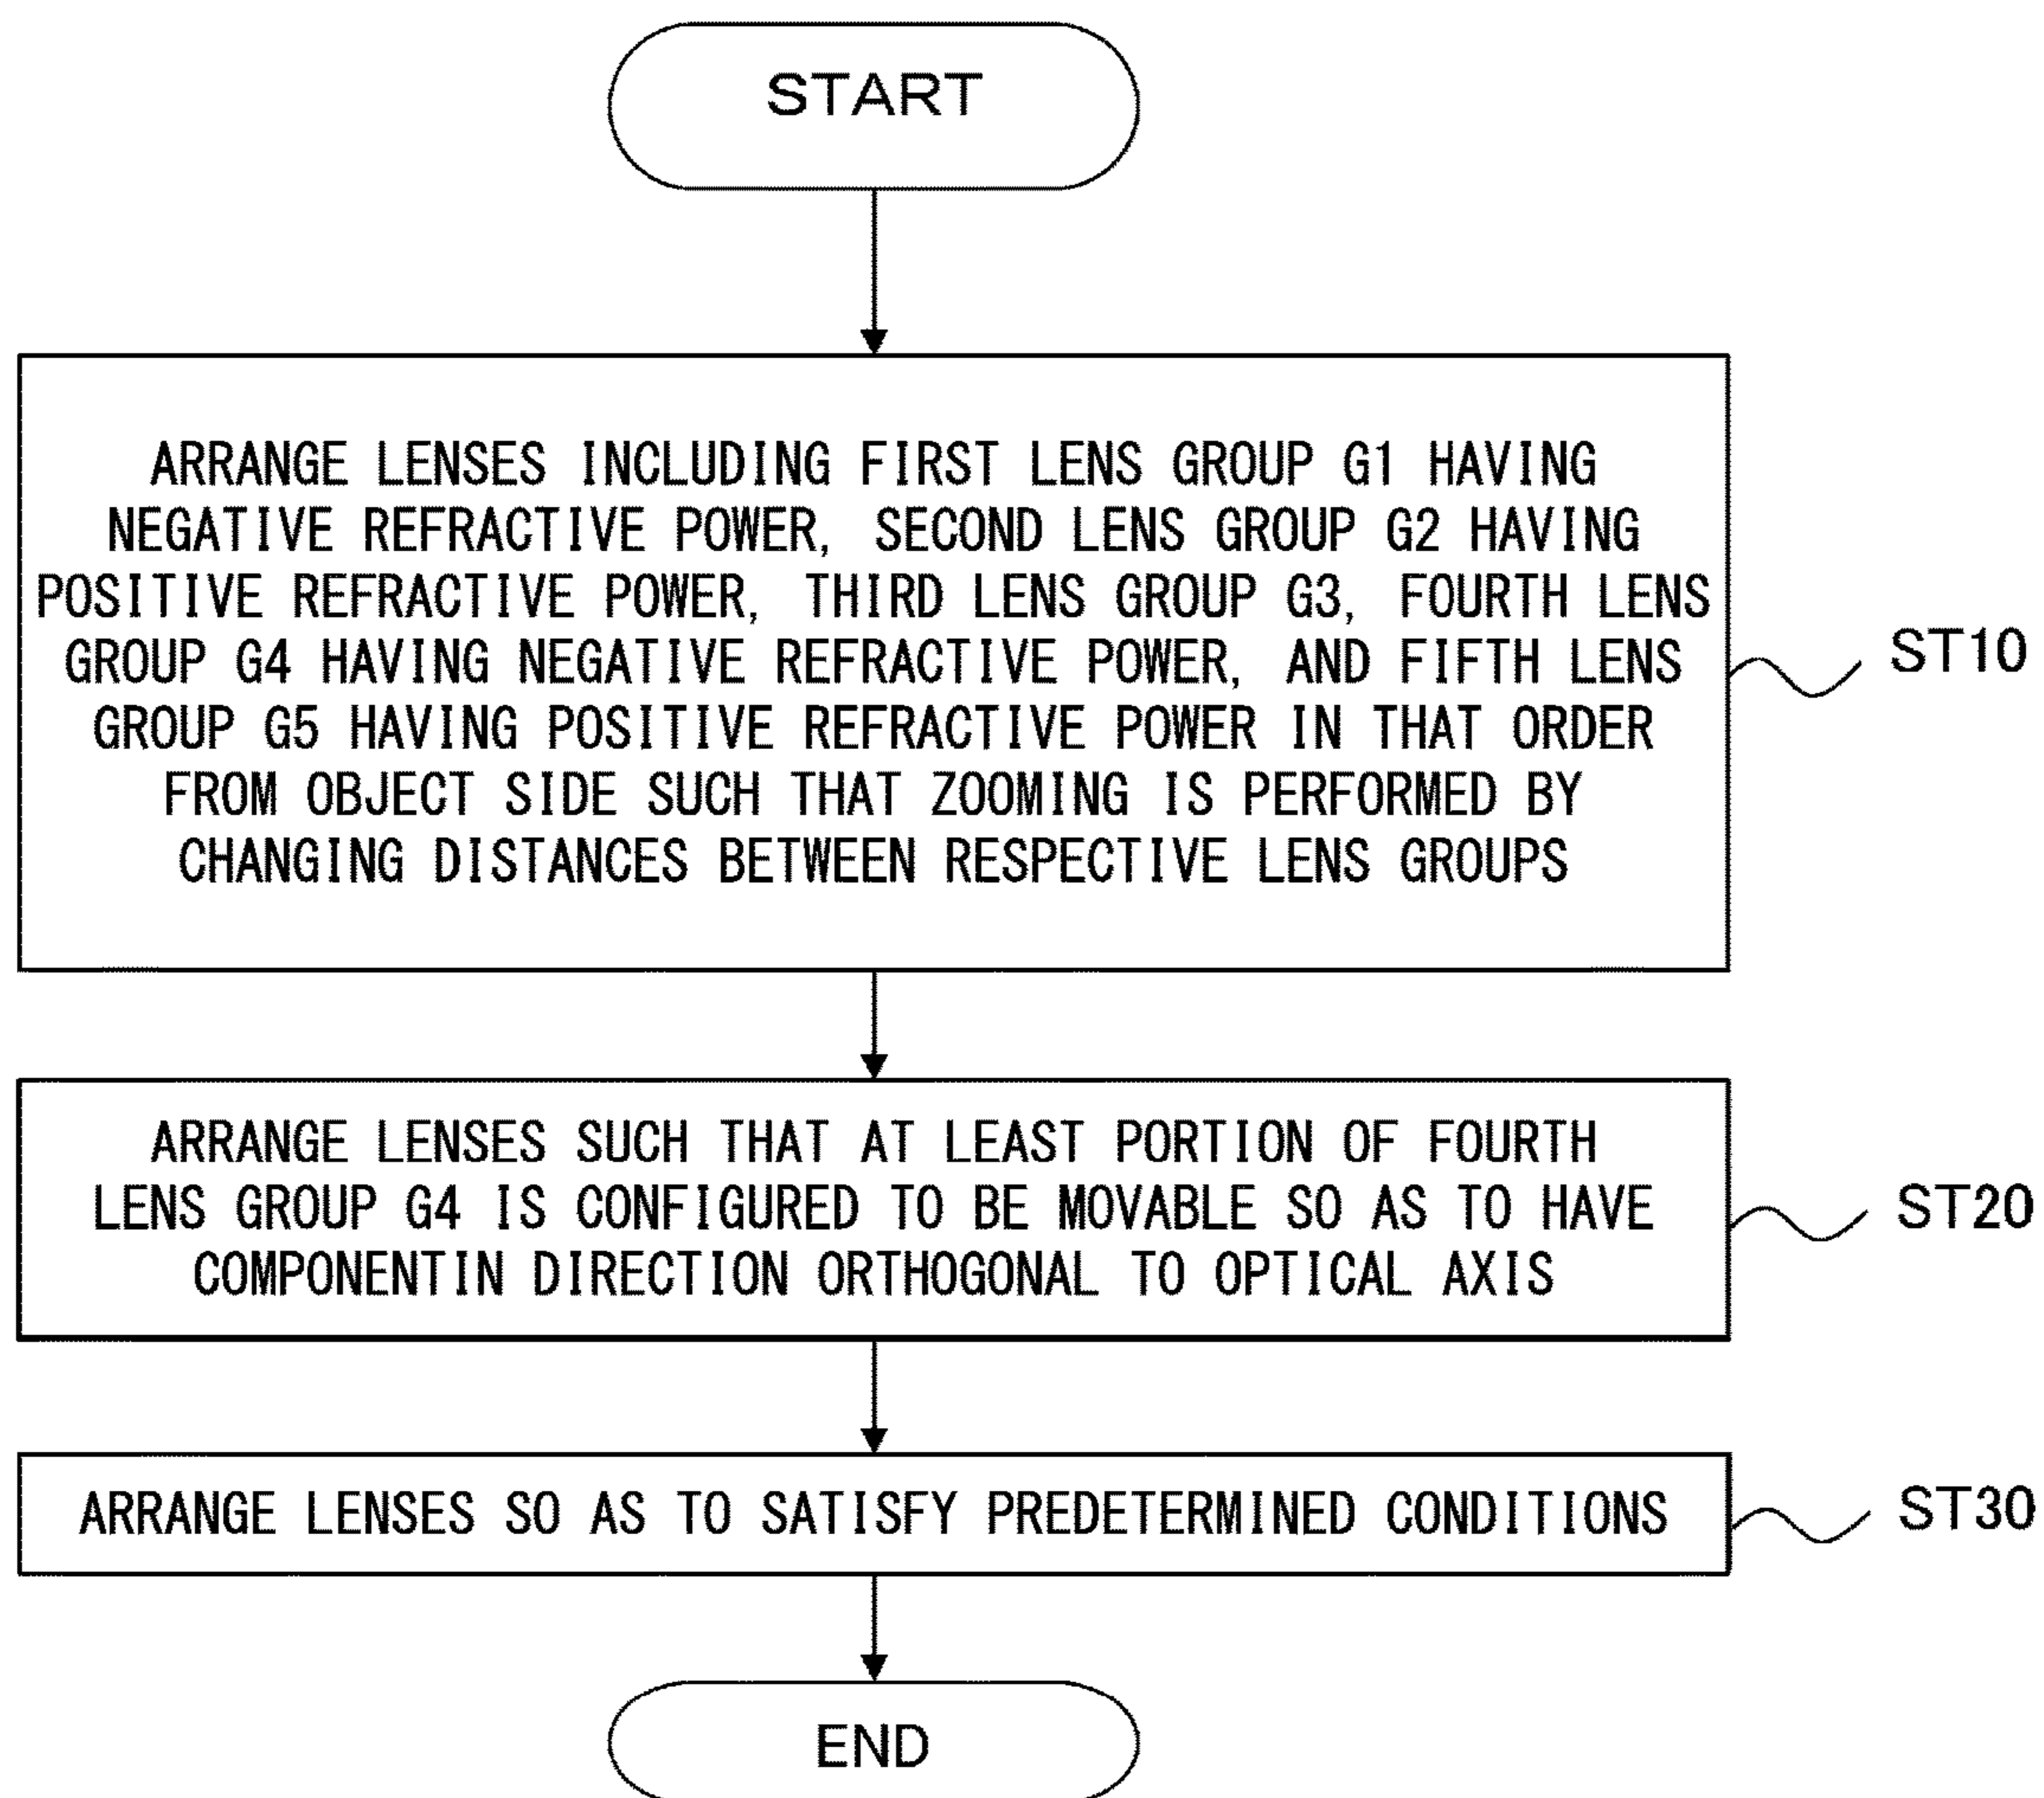 START
ARRANGE LENSES INCLUDING FIRST LENS GROUP G1 HAVING
NEGATIVE REFRACTIVE POWER, SECOND LENS GROUP G2 HAVING
POSITIVE REFRACTIVE POWER, THIRD LENS GROUP G3, FOURTH LENS
GROUP G4 HAVING NEGATIVE REFRACTIVE POWER, AND FIFTH LENS
GROUP G5 HAVING POSITIVE REFRACTIVE POWER IN THAT ORDER
FROM OBJECT SIDE SUCH THAT ZOOMING IS PERFORMED BY
CHANGING DISTANCES BETWEEN RESPECTIVE LENS GROUPS
ST10
ARRANGE LENSES SUCH THAT AT LEAST PORTION OF FOURTH
LENS GROUP G4 IS CONFIGURED TO BE MOVABLE SO AS TO HAVE
COMPONENTIN DIRECTION ORTHOGONAL TO OPTICAL AXIS
ST20
ARRANGE LENSES SO AS TO SATISFY PREDETERMINED CONDITIONS
ST30
END